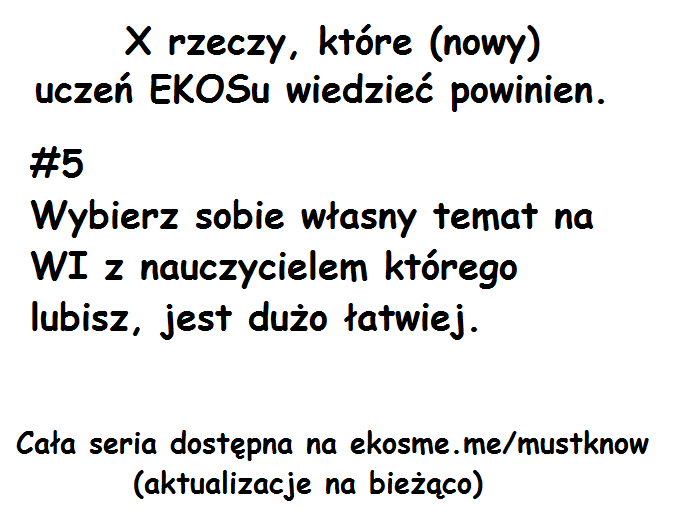 X rzeczy, które (nowy)
uczeń EKOSu wiedzieć powinien.
#5
Wybierz sobie własny temat na
WI z nauczycielem którego
lubisz, jest dużo łatwiej.
Cała seria dostępna na ekosme.me/mustknow
(aktualizacje na bieżąco)